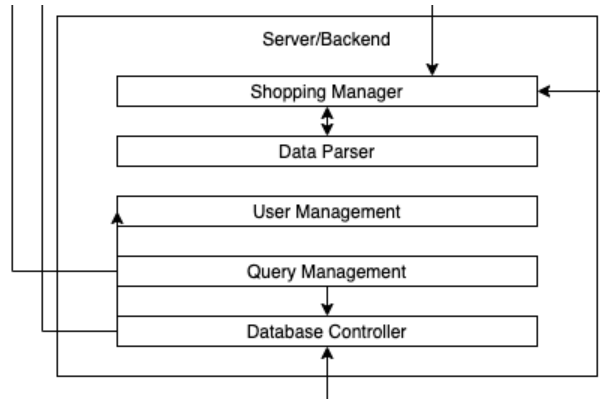 Server/Backend
Shopping Manager
Data Parser
User Management
Query Management
Database Controller